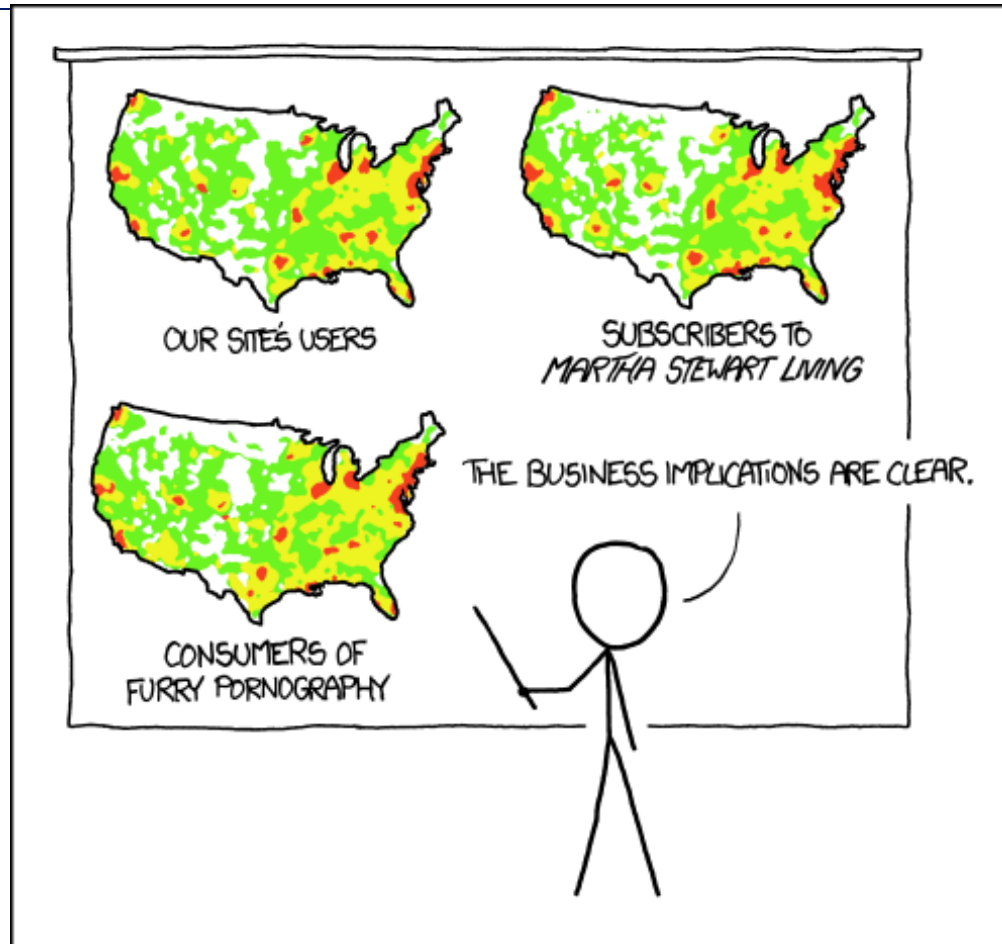 OUR SITE'S USERS
SUBSCRIBERS TO
MARTHA STEWART LIVING
CONSUMERS OF
FURRY PORNOGRAPHY
THE BUSINESS IMPLICATIONS ARE CLEAR.